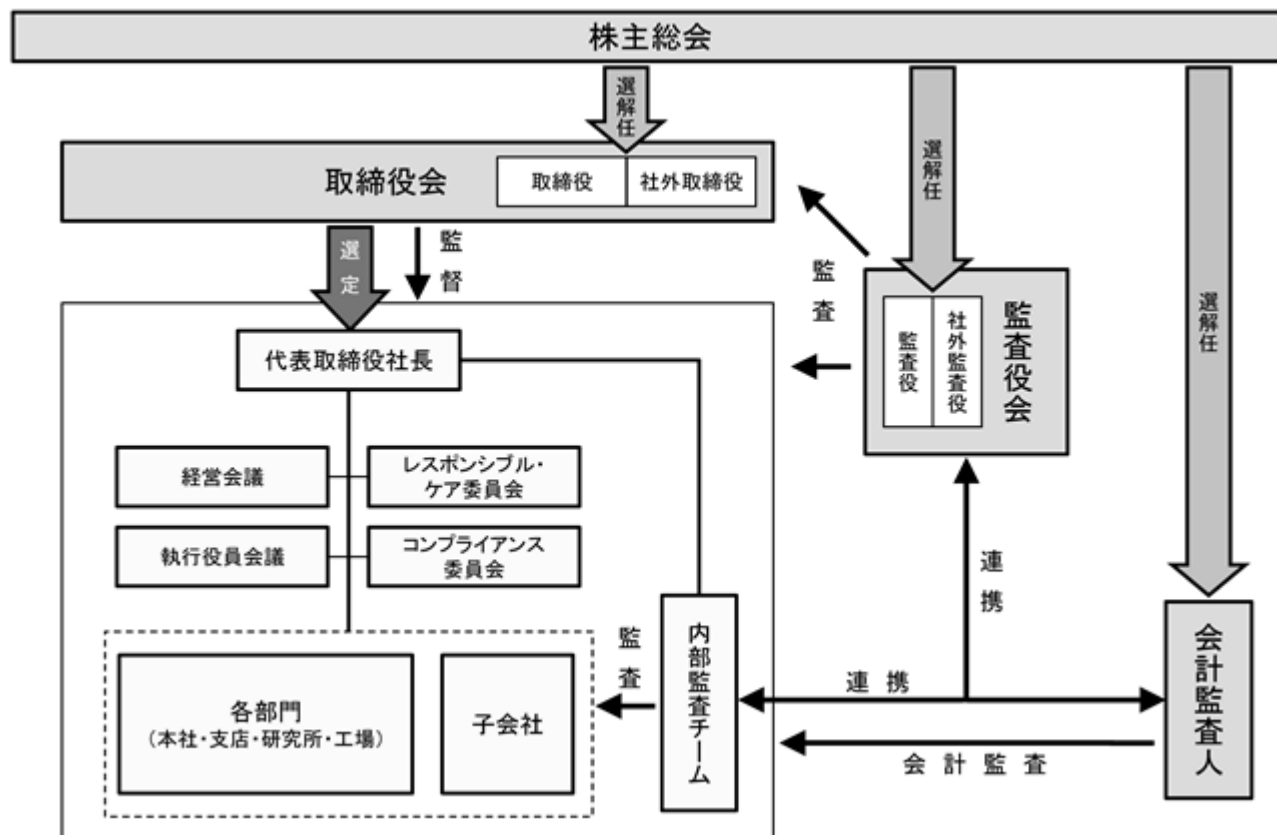 株主総会
選解任
選解任
選解任
取締役会
取締役
社外取締役
選定
監督
監査
監査役
社外監査役
監査役会
代表取締役社長
経営会議
レスポンシブル・
ケア委員会
執行役員会議
コンプライアンス
委員会
連携
各部門
（本社・支店・研究所・工場）
子会社
監査
内部監査チーム
連携
会計監査
会計監査人